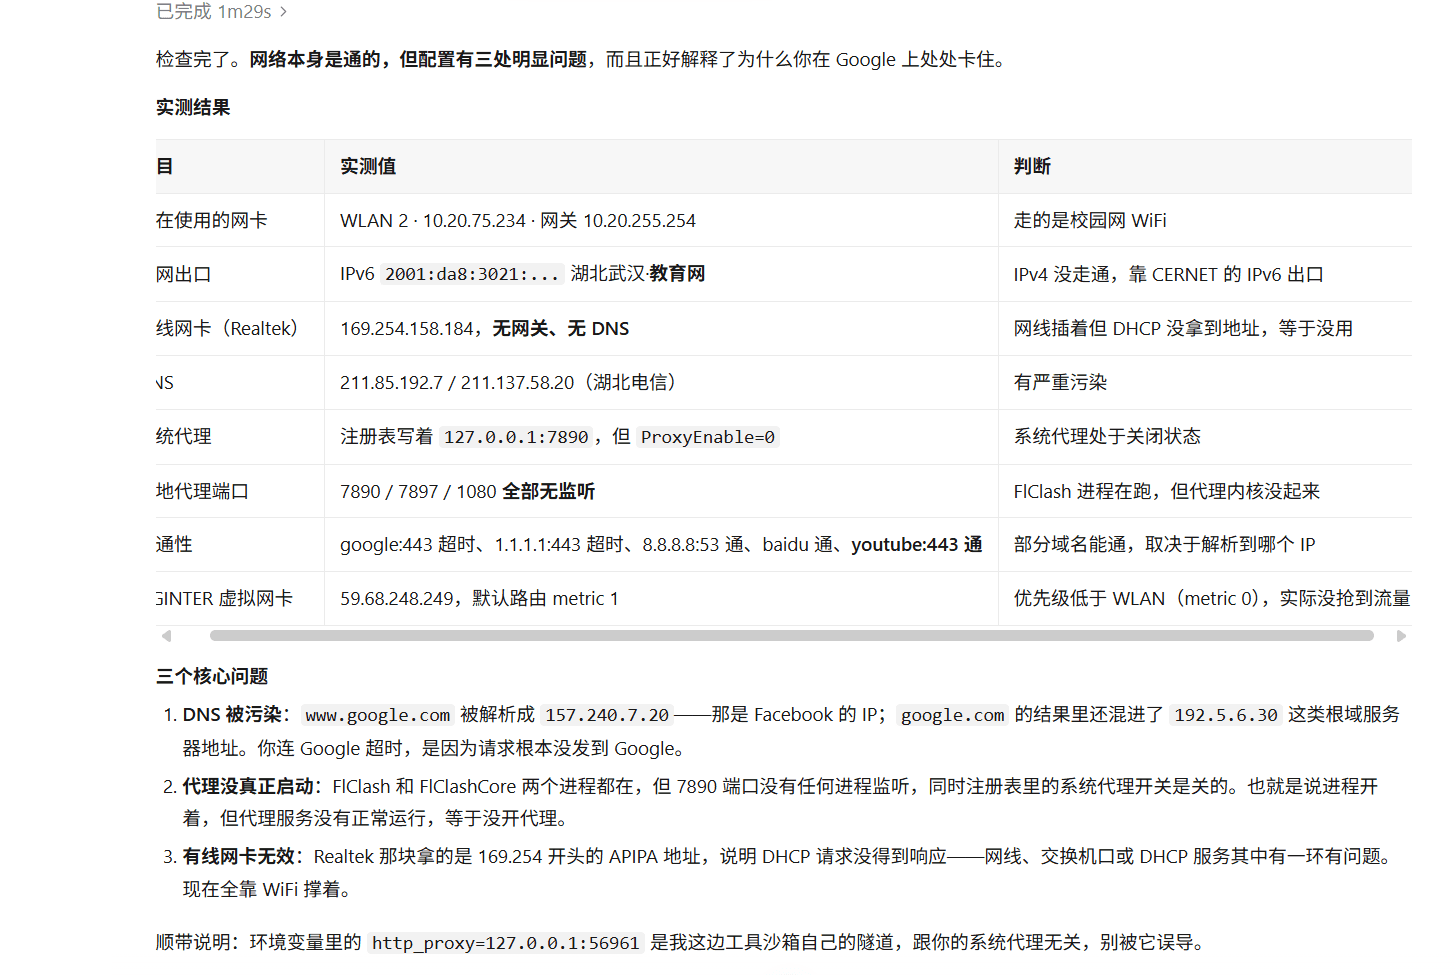 已完成 1m29s >
检查完了。网络本身是通的，但配置有三处明显问题，而且正好解释了为什么你在 Google 上处处卡住。
实测结果
目 实测值 判断
在使用的网卡 WLAN 2 · 10.20.75.234 · 网关 10.20.255.254 走的是校园网 WiFi
网出口 IPv6 2001:da8:3021:... 湖北武汉·教育网 IPv4 没走通，靠 CERNET 的 IPv6 出口
线网卡（Realtek） 169.254.158.184，无网关、无 DNS 网线插着但 DHCP 没拿到地址，等于没用
NS 211.85.192.7 / 211.137.58.20（湖北电信） 有严重污染
统代理 注册表写着 127.0.0.1:7890，但 ProxyEnable=0 系统代理处于关闭状态
地代理端口 7890 / 7897 / 1080 全部无监听 FlClash 进程在跑，但代理内核没起来
通性 google:443 超时、1.1.1.1:443 超时、8.8.8.8:53 通、baidu 通、youtube:443 通 部分域名能通，取决于解析到哪个 IP
GINTER 虚拟网卡 59.68.248.249，默认路由 metric 1 优先级低于 WLAN（metric 0），实际没抢到流量
三个核心问题
1. DNS 被污染：www.google.com 被解析成 157.240.7.20——那是 Facebook 的 IP；google.com 的结果里还混进了 192.5.6.30 这类根域服务
器地址。你连 Google 超时，是因为请求根本没发到 Google。
2. 代理没真正启动：FlClash 和 FlClashCore 两个进程都在，但 7890 端口没有任何进程监听，同时注册表里的系统代理开关是关的。也就是说进程开
着，但代理服务没有正常运行，等于没开代理。
3. 有线网卡无效：Realtek 那块拿的是 169.254 开头的 APIPA 地址，说明 DHCP 请求没得到响应——网线、交换机口或 DHCP 服务其中有一环有问题。
现在全靠 WiFi 撑着。
顺带说明：环境变量里的 http_proxy=127.0.0.1:56961 是我这边工具沙箱自己的隧道，跟你的系统代理无关，别被它误导。